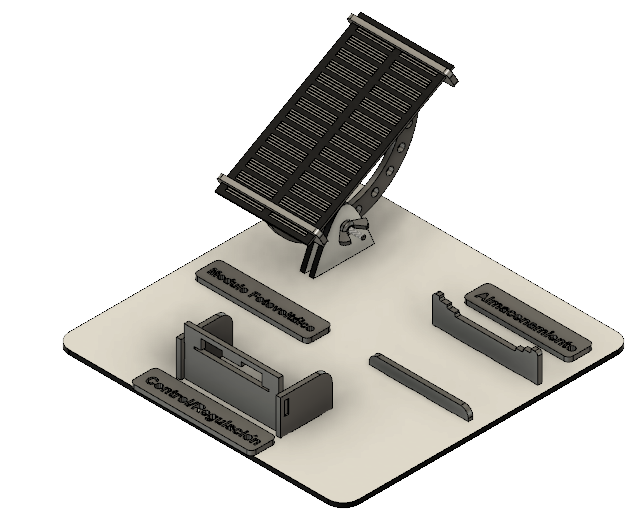 Modulo Fotovoltaico
Almacenamiento
Control/Regulación